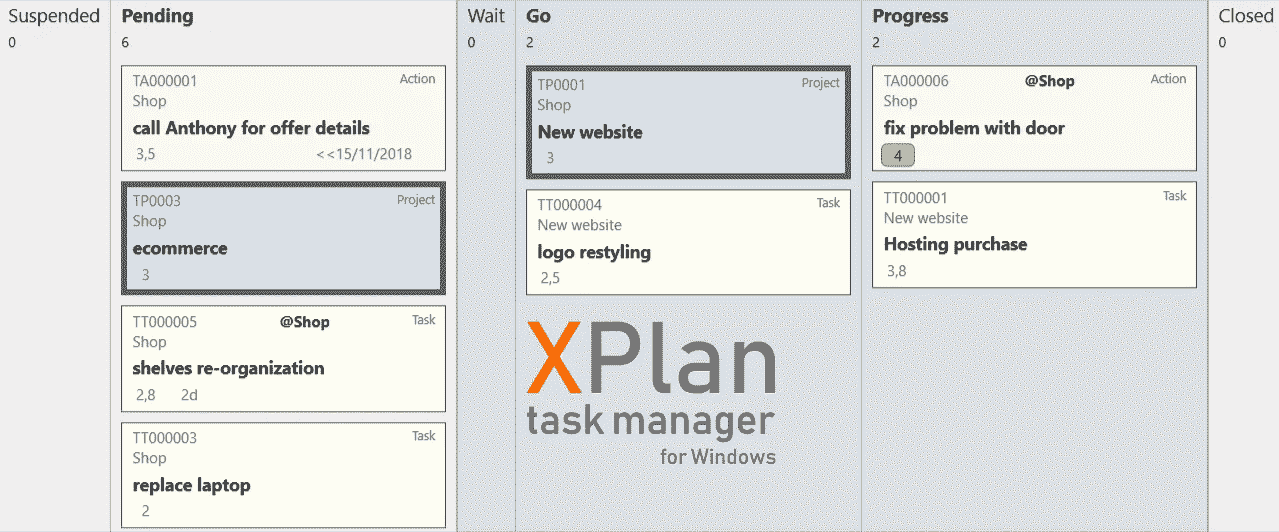 Suspended
0
Pending
6
TA000001 Action
Shop
call Anthony for offer details
3,5 <<15/11/2018
TP0003 Project
Shop
ecommerce
3
TT000005 @Shop Task
Shop
shelves re-organization
2,8 2d
TT000003 Task
Shop
replace laptop
2
Wait
0
Go
2
TP0001 Project
Shop
New website
3
TT000004 Task
New website
logo restyling
2,5
XPlan
task manager
for Windows
Progress
2
TA000006 @Shop Action
Shop
fix problem with door
4
TT000001 Task
New website
Hosting purchase
3,8
Closed
0